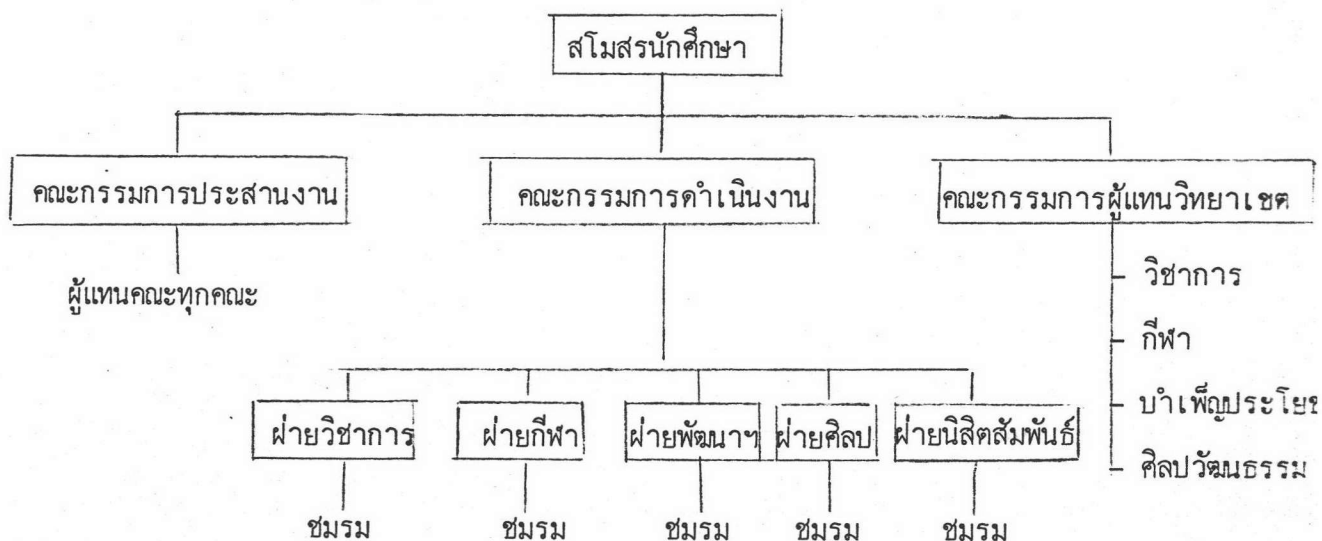 สโมสรนักศึกษา
คณะกรรมการประสานงาน
คณะกรรมการดำเนินงาน
คณะกรรมการผู้แทนวิทยาเขต
ผู้แทนคณะทุกคณะ
วิชาการ
กีฬา
บำเพ็ญประโยช
ศิลปวัฒนธรรม
ฝ่ายวิชาการ
ฝ่ายกีฬา
ฝ่ายพัฒนาฯ
ฝ่ายศิลป
ฝ่ายนิสิตสัมพันธ์
ชมรม
ชมรม
ชมรม
ชมรม
ชมรม